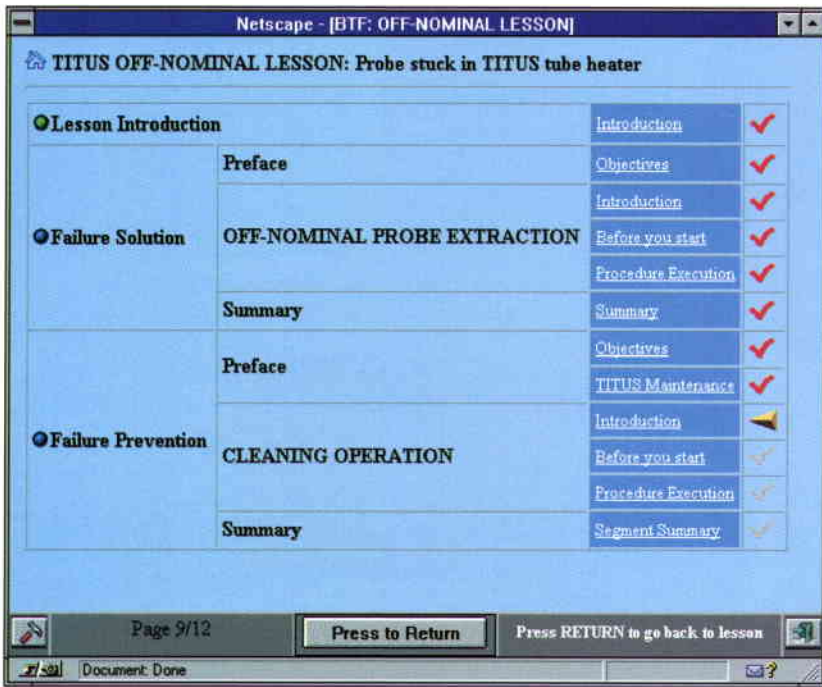 Netscape - [BTF: OFF-NOMINAL LESSON]
TITUS OFF-NOMINAL LESSON: Probe stuck in TITUS tube heater
Lesson Introduction
Introduction
Preface
Objectives
Failure Solution
OFF-NOMINAL PROBE EXTRACTION
Introduction
Before you start
Procedure Execution
Summary
Summary
Failure Prevention
Preface
Objectives
TITUS Maintenance
CLEANING OPERATION
Introduction
Before you start
Procedure Execution
Summary
Segment Summary
Page 9/12
Press to Return
Press RETURN to go back to lesson
Document: Done
?